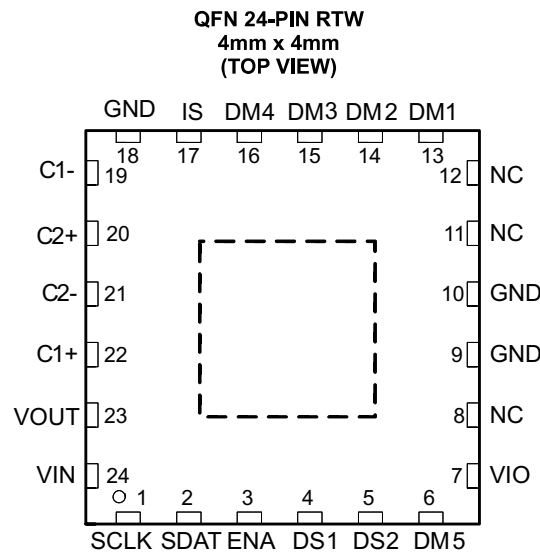 QFN 24-PIN RTW
4mm x 4mm
(TOP VIEW)
GND IS DM4 DM3 DM2 DM1
18 17 16 15 14 13
C1- 19 12 NC
C2+ 20 11 NC
C2- 21 10 GND
C1+ 22 9 GND
VOUT 23 8 NC
VIN 24 7 VIO
1 2 3 4 5 6
SCLK SDAT ENA DS1 DS2 DM5